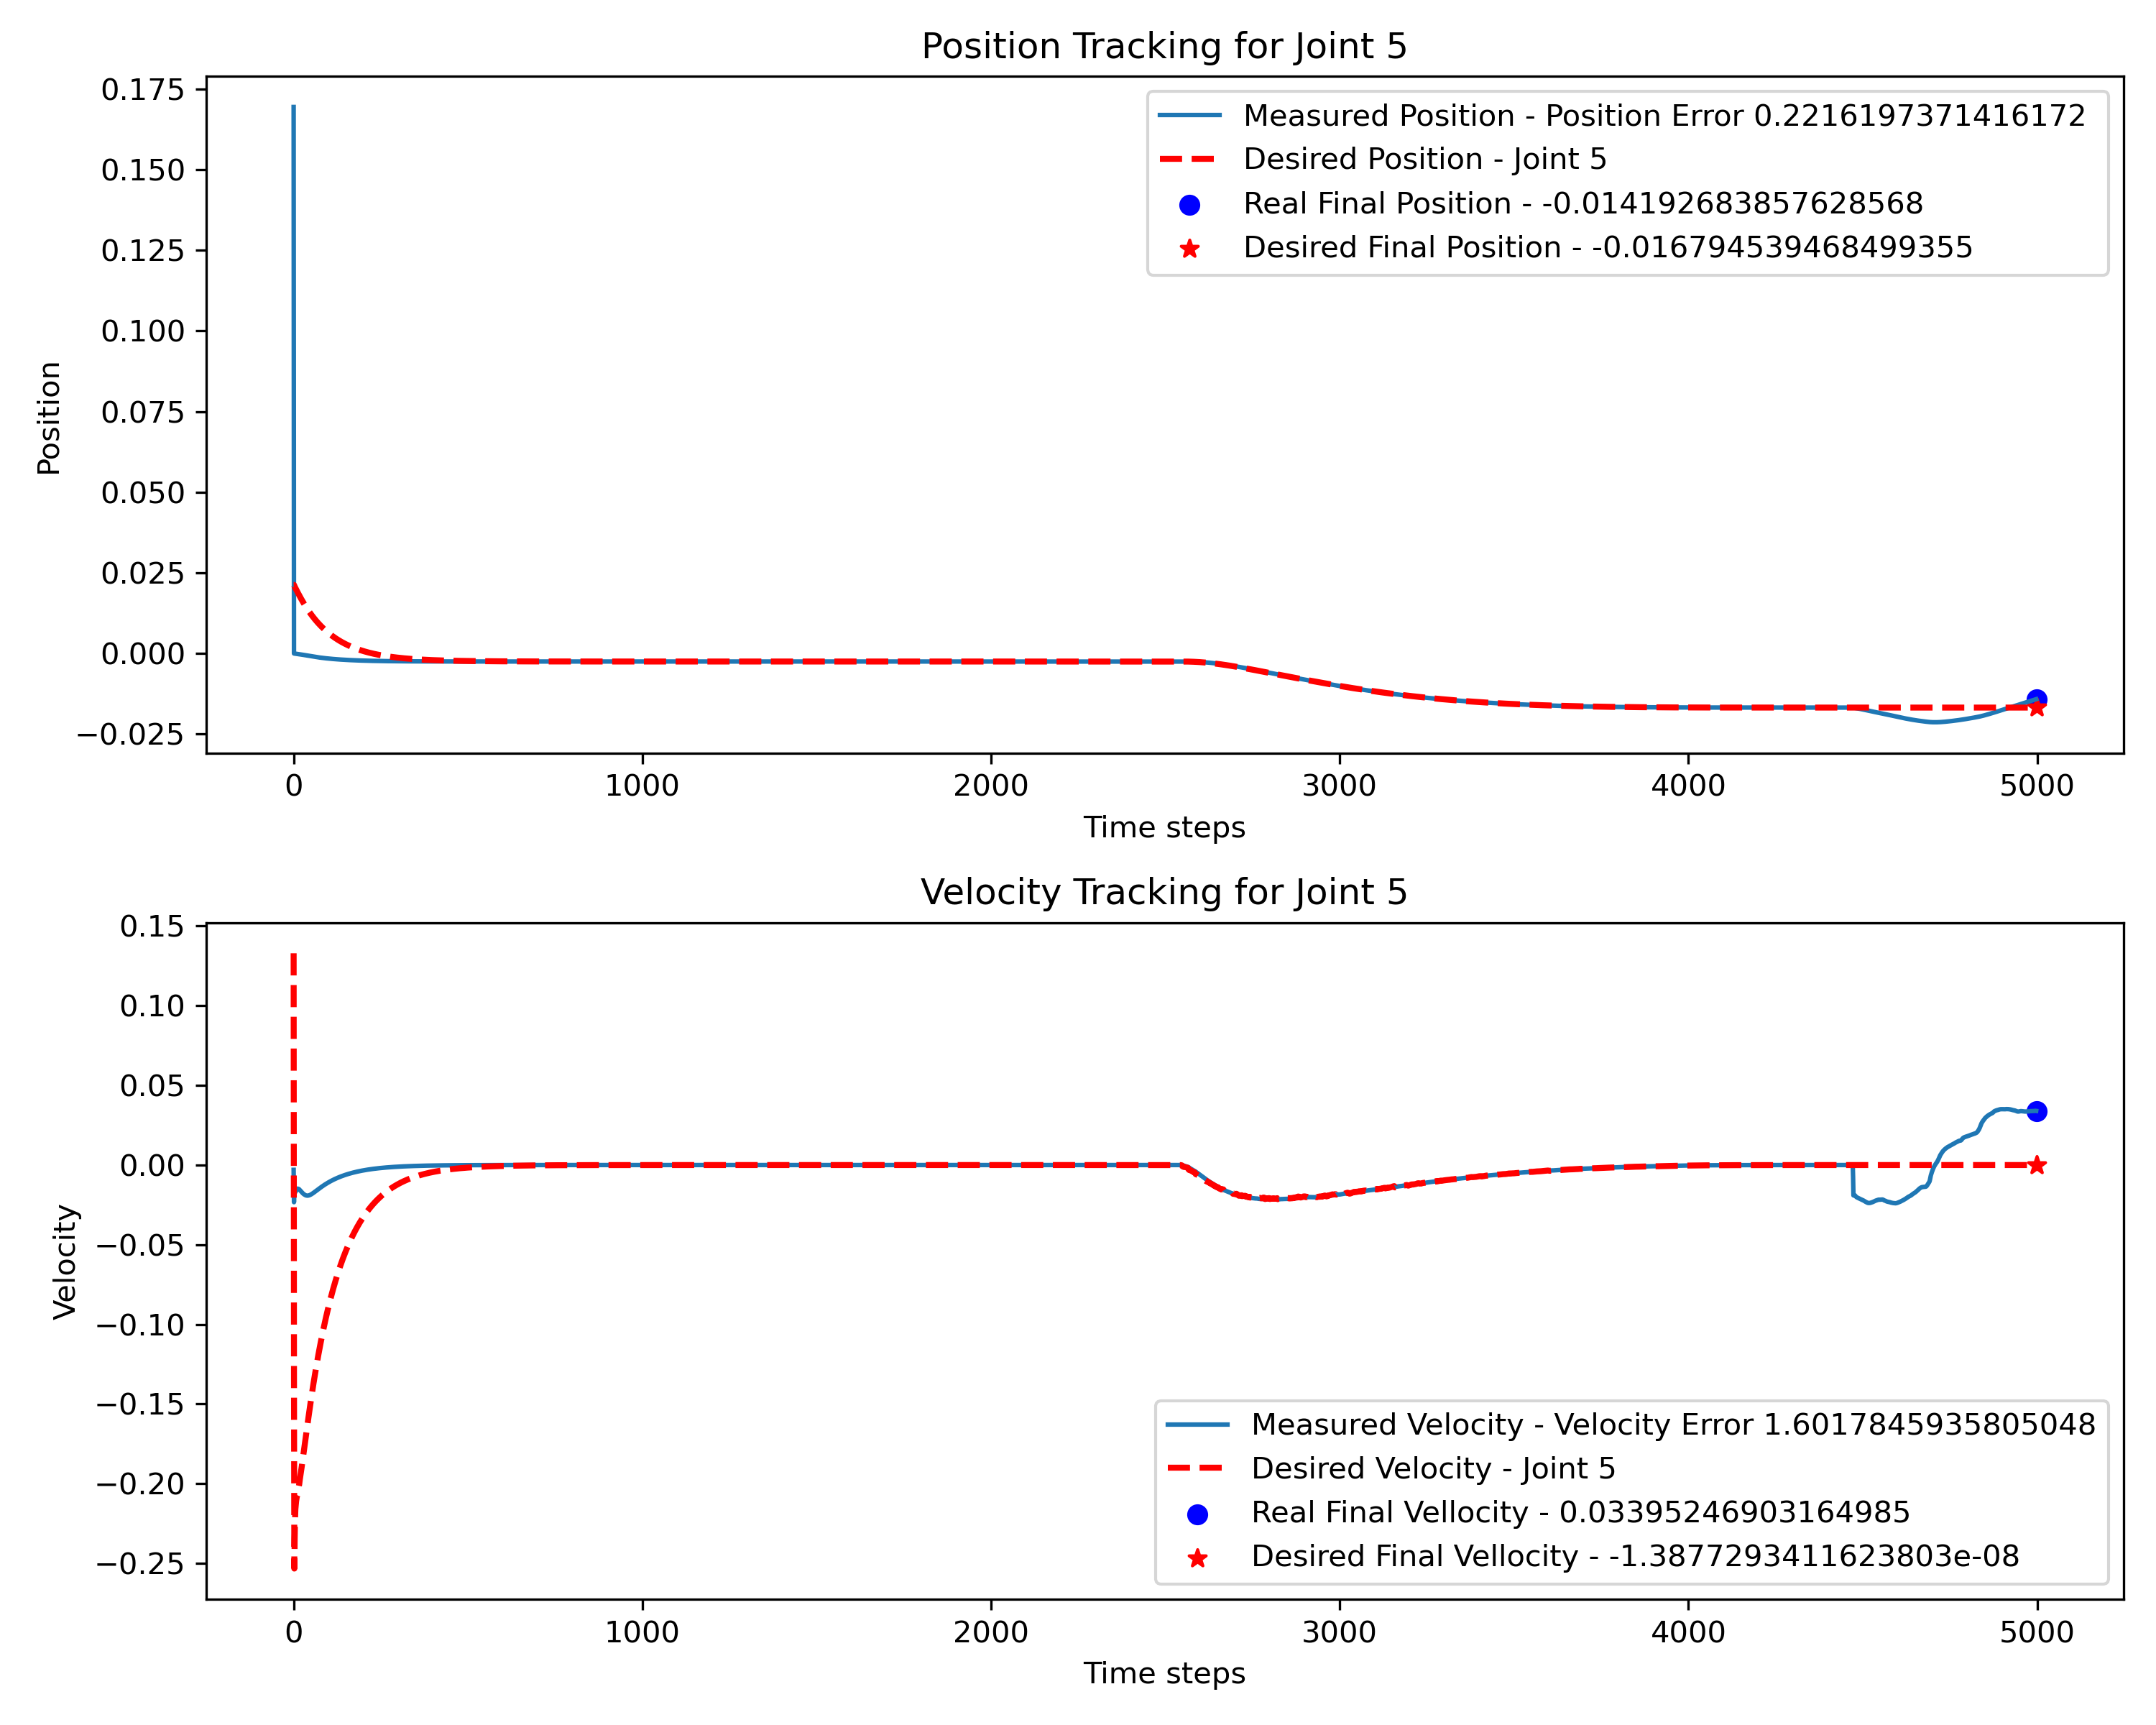 Position Tracking for Joint 5
0.175
0.150
0.125
0.100
0.075
0.050
0.025
0.000
−0.025
Position
Measured Position - Position Error 0.2216197371416172
Desired Position - Joint 5
Real Final Position - -0.014192683857628568
Desired Final Position - -0.016794539468499355
0 1000 2000 3000 4000 5000
Time steps
Velocity Tracking for Joint 5
0.15
0.10
0.05
0.00
−0.05
−0.10
−0.15
−0.20
−0.25
Velocity
Measured Velocity - Velocity Error 1.6017845935805048
Desired Velocity - Joint 5
Real Final Vellocity - 0.03395246903164985
Desired Final Vellocity - -1.3877293411623803e-08
0 1000 2000 3000 4000 5000
Time steps